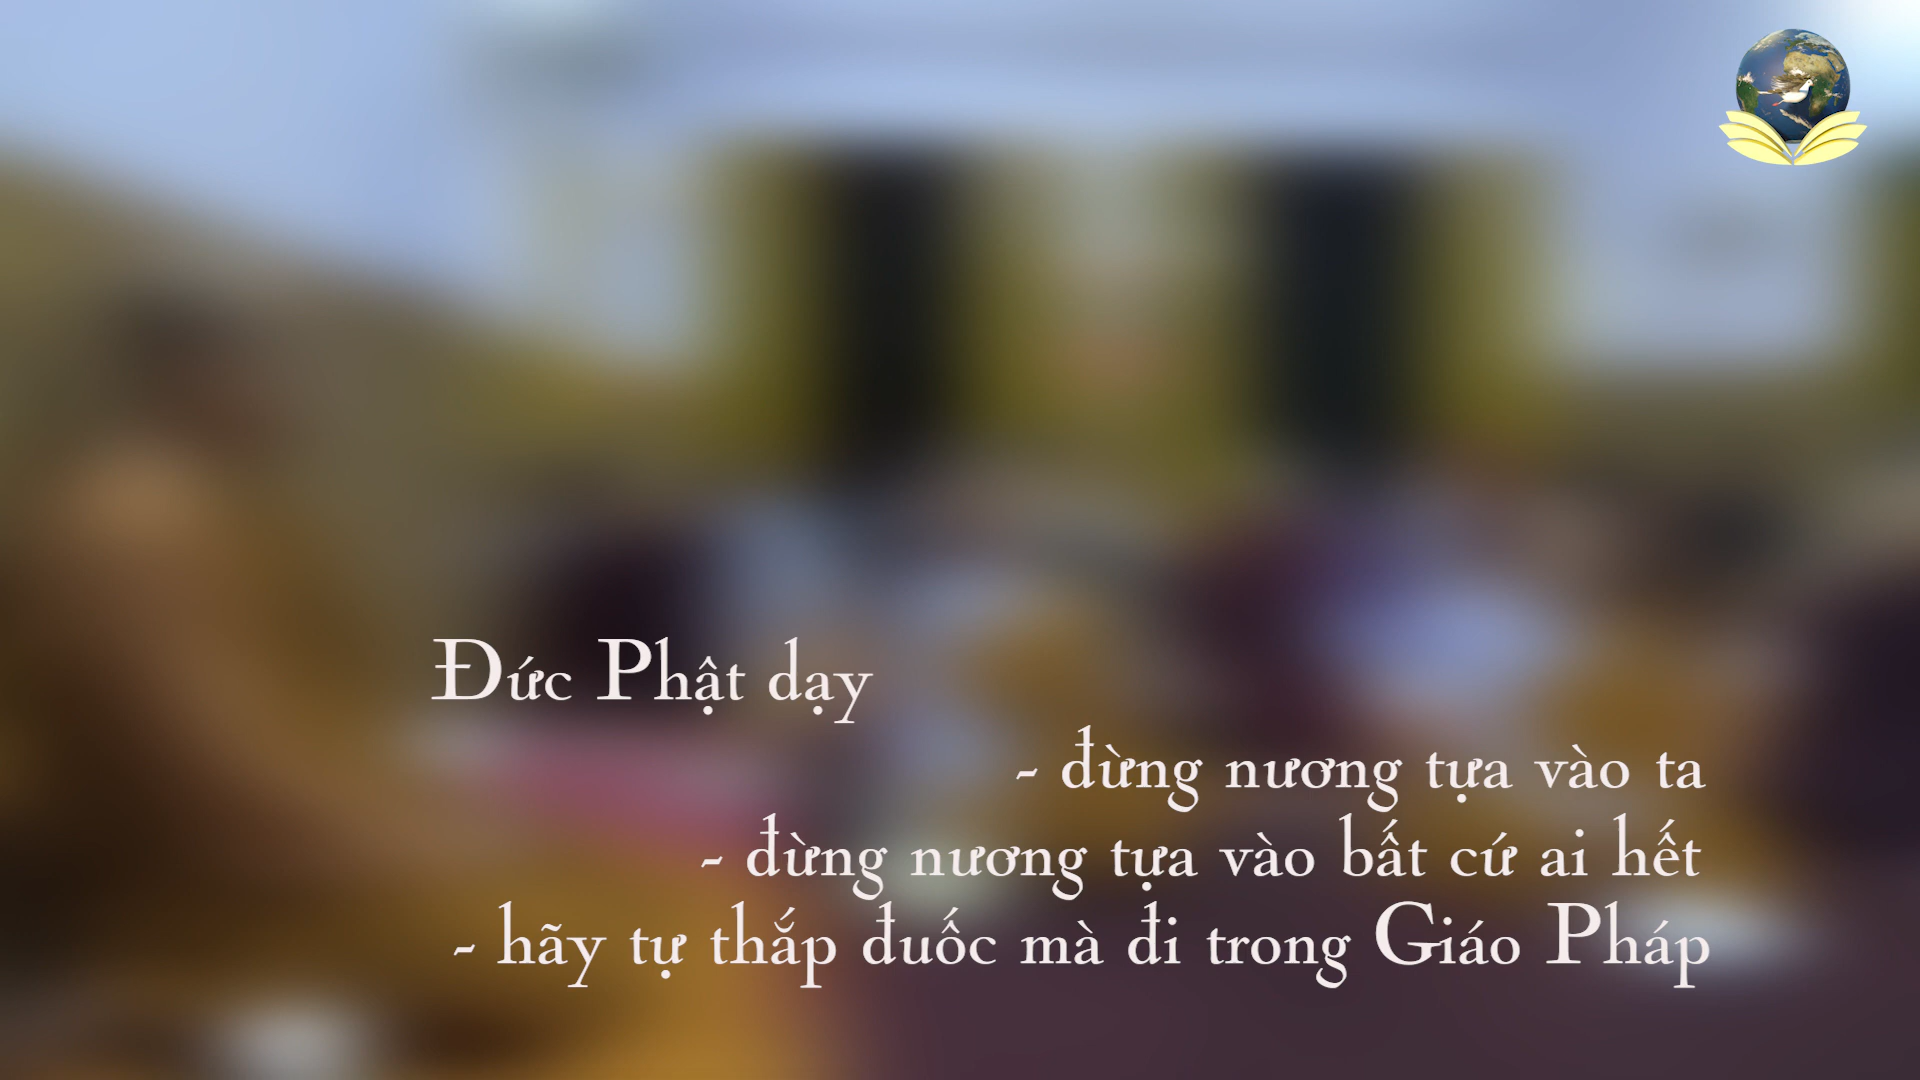 Đức Phật dạy
- đừng nương tựa vào ta
- đừng nương tựa vào bất cứ ai hết
- hãy tự thắp đuốc mà đi trong Giáo Pháp